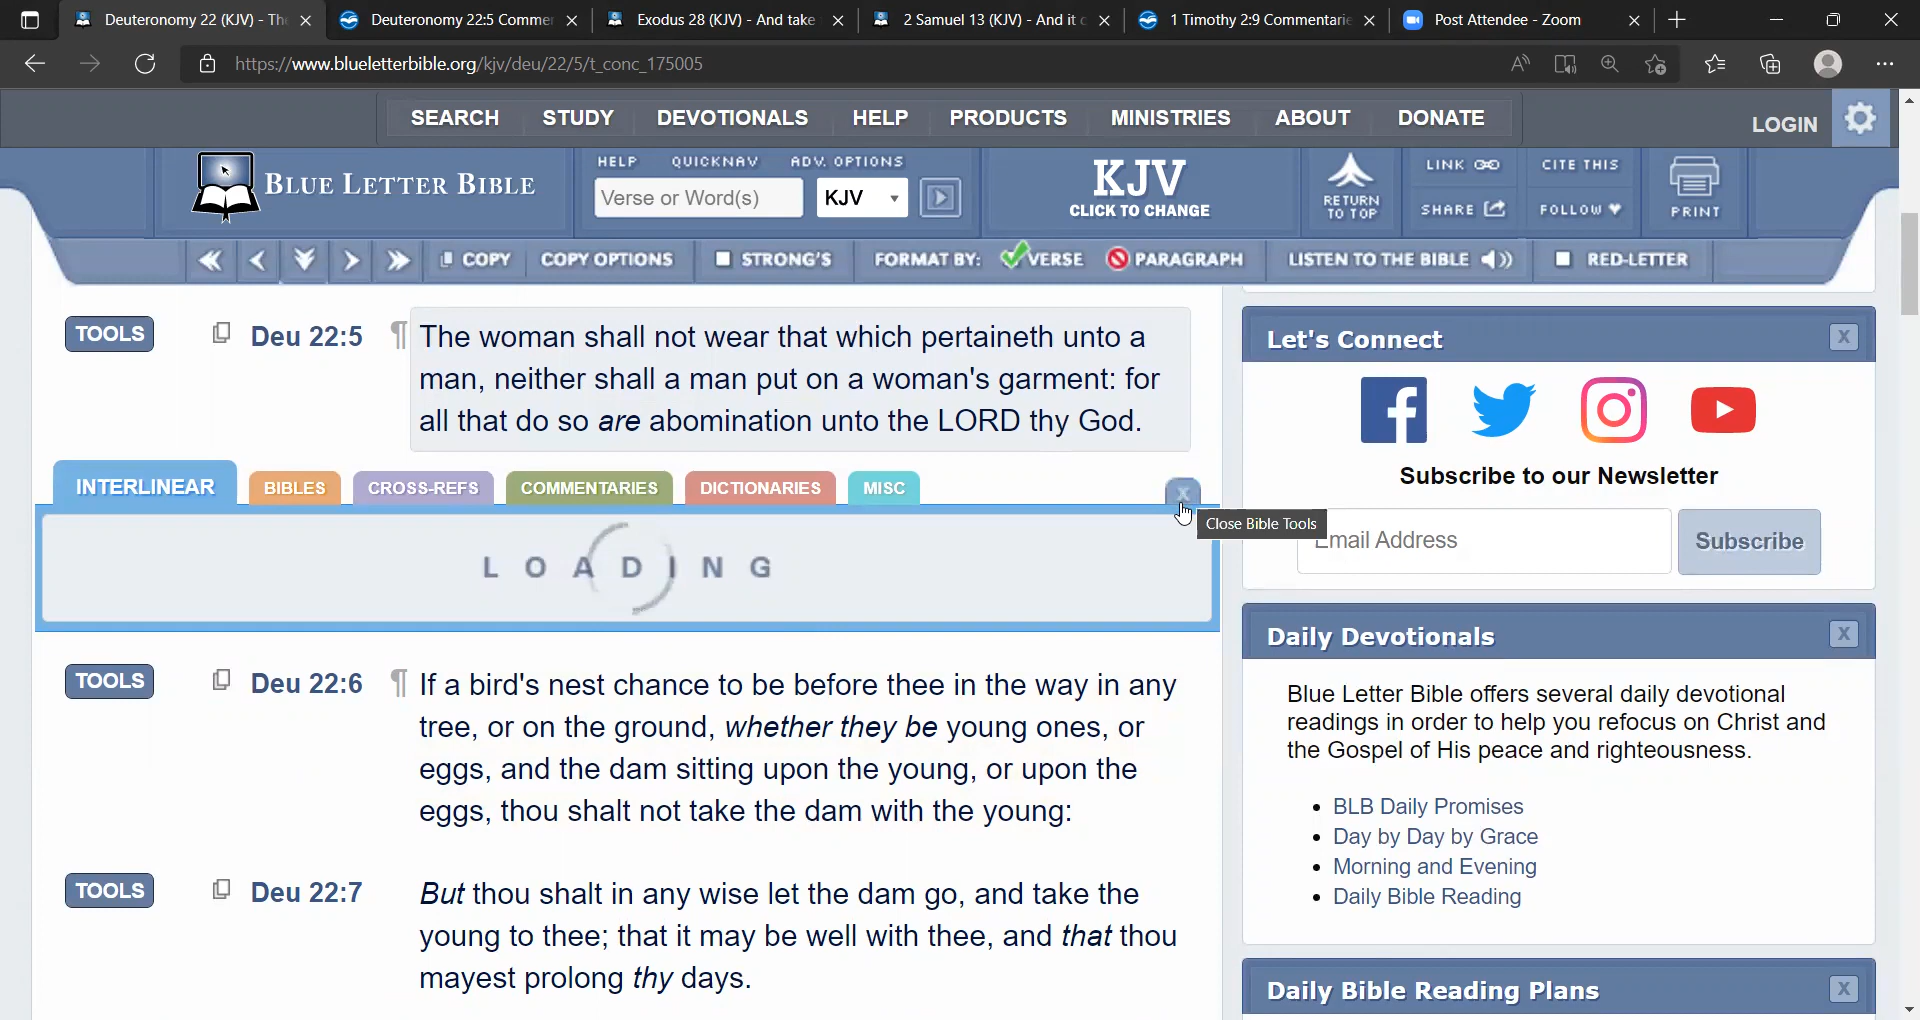 Deuteronomy 22 (KJV) - Th
Deuteronomy 22:5 Comme
Exodus 28 (KJV) - And take
2 Samuel 13 (KJV) - And it c
1 Timothy 2:9 Commentarie
Post Attendee - Zoom
https://www.blueletterbible.org/kjv/deu/22/5/t_conc_175005
SEARCH STUDY DEVOTIONALS HELP PRODUCTS MINISTRIES ABOUT DONATE
LOGIN
BLUE LETTER BIBLE
HELP QUICKNAV ADV. OPTIONS
Verse or Word(s)
KJV
KJV
CLICK TO CHANGE
RETURN
TO TOP
LINK
CITE THIS
SHARE
FOLLOW
PRINT
COPY COPY OPTIONS STRONG'S FORMAT BY: VERSE PARAGRAPH LISTEN TO THE BIBLE RED-LETTER
TOOLS Deu 22:5 ¶ The woman shall not wear that which pertaineth unto a
man, neither shall a man put on a woman's garment: for
all that do so are abomination unto the LORD thy God.
INTERLINEAR BIBLES CROSS-REFS COMMENTARIES DICTIONARIES MISC X
Close Bible Tools
LOADING
TOOLS Deu 22:6 ¶ If a bird's nest chance to be before thee in the way in any
tree, or on the ground, whether they be young ones, or
eggs, and the dam sitting upon the young, or upon the
eggs, thou shalt not take the dam with the young:
TOOLS Deu 22:7 But thou shalt in any wise let the dam go, and take the
young to thee; that it may be well with thee, and that thou
mayest prolong thy days.
Let's Connect X
Subscribe to our Newsletter
Email Address
Subscribe
Daily Devotionals X
Blue Letter Bible offers several daily devotional
readings in order to help you refocus on Christ and
the Gospel of His peace and righteousness.
• BLB Daily Promises
• Day by Day by Grace
• Morning and Evening
• Daily Bible Reading
Daily Bible Reading Plans X